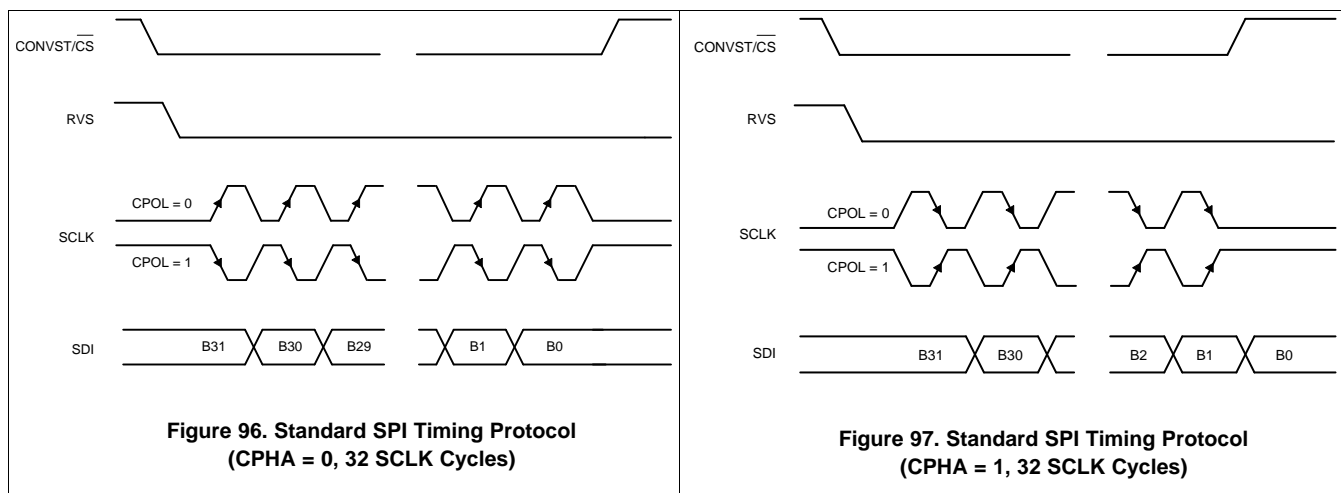 CONVST/CS
RVS
CPOL = 0
SCLK
CPOL = 1
SDI
B31 B30 B29 B1 B0
Figure 96. Standard SPI Timing Protocol
(CPHA = 0, 32 SCLK Cycles)
CONVST/CS
RVS
CPOL = 0
SCLK
CPOL = 1
SDI
B31 B30 B2 B1 B0
Figure 97. Standard SPI Timing Protocol
(CPHA = 1, 32 SCLK Cycles)